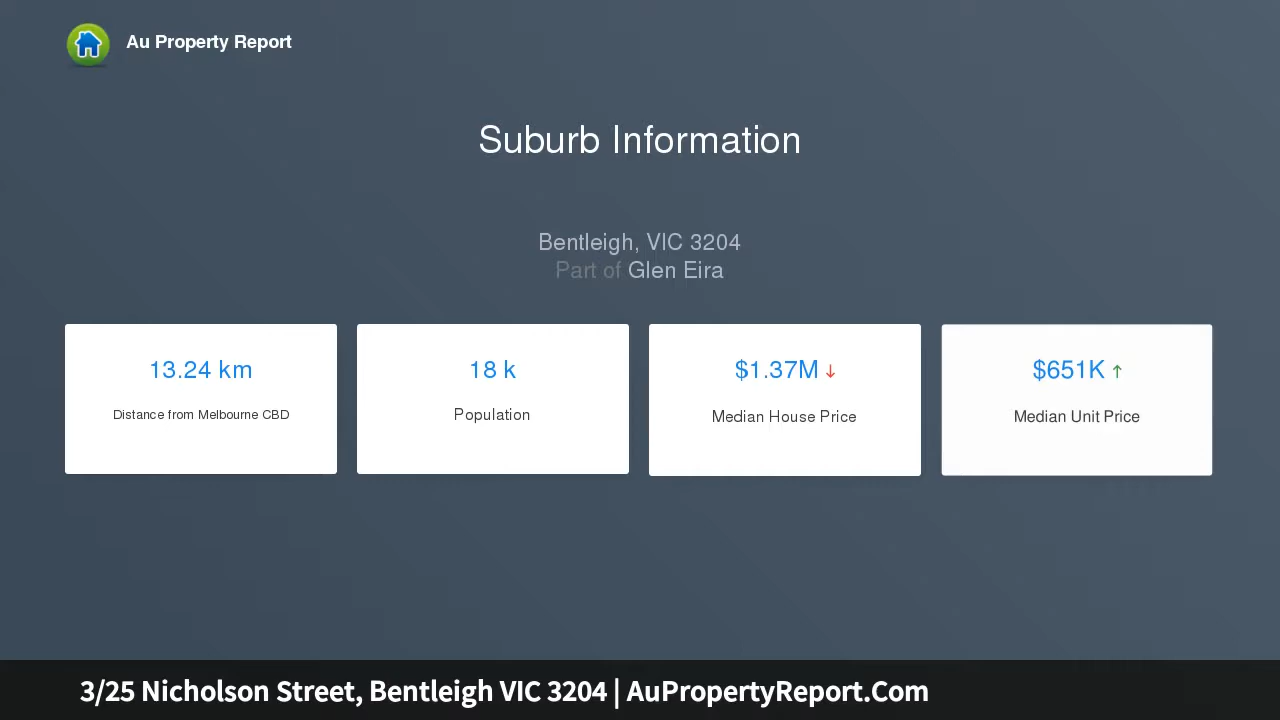 Au Property Report
Suburb Information
Bentleigh, VIC 3204
Part of Glen Eira
13.24 km
Distance from Melbourne CBD
18 k
Population
$1.37M ↓
Median House Price
$651K ↑
Median Unit Price
3/25 Nicholson Street, Bentleigh VIC 3204 | AuPropertyReport.Com